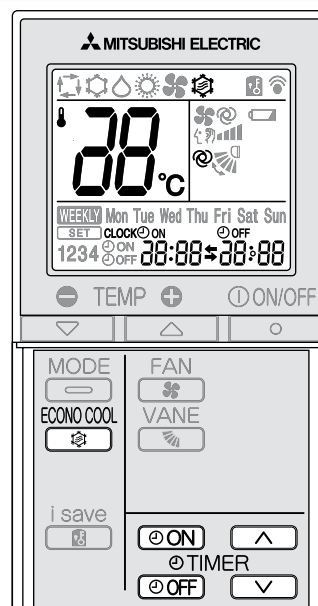 MITSUBISHI ELECTRIC
88°C
WEEKLY Mon Tue Wed Thu Fri Sat Sun
SET CLOCK ON OFF
1234 ON OFF 88:88 88:88
TEMP ON/OFF
MODE FAN
ECONO COOL VANE
i save
ON
TIMER
OFF